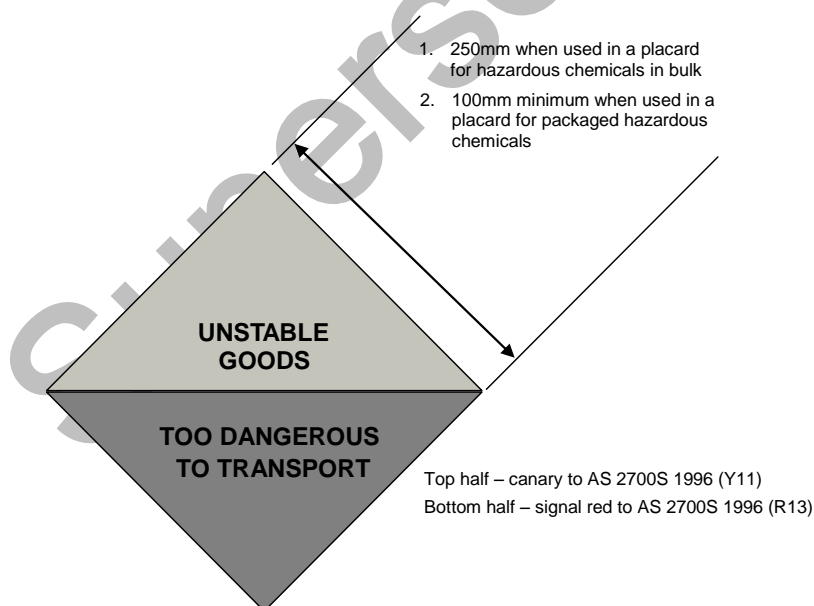 1. 250mm when used in a placard
for hazardous chemicals in bulk
2. 100mm minimum when used in a
placard for packaged hazardous
chemicals
UNSTABLE
GOODS
TOO DANGEROUS
TO TRANSPORT
Top half – canary to AS 2700S 1996 (Y11)
Bottom half – signal red to AS 2700S 1996 (R13)